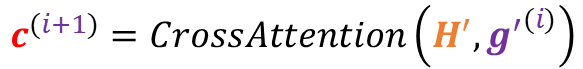 c^(i+1) = CrossAttention(H′, g′^(i))